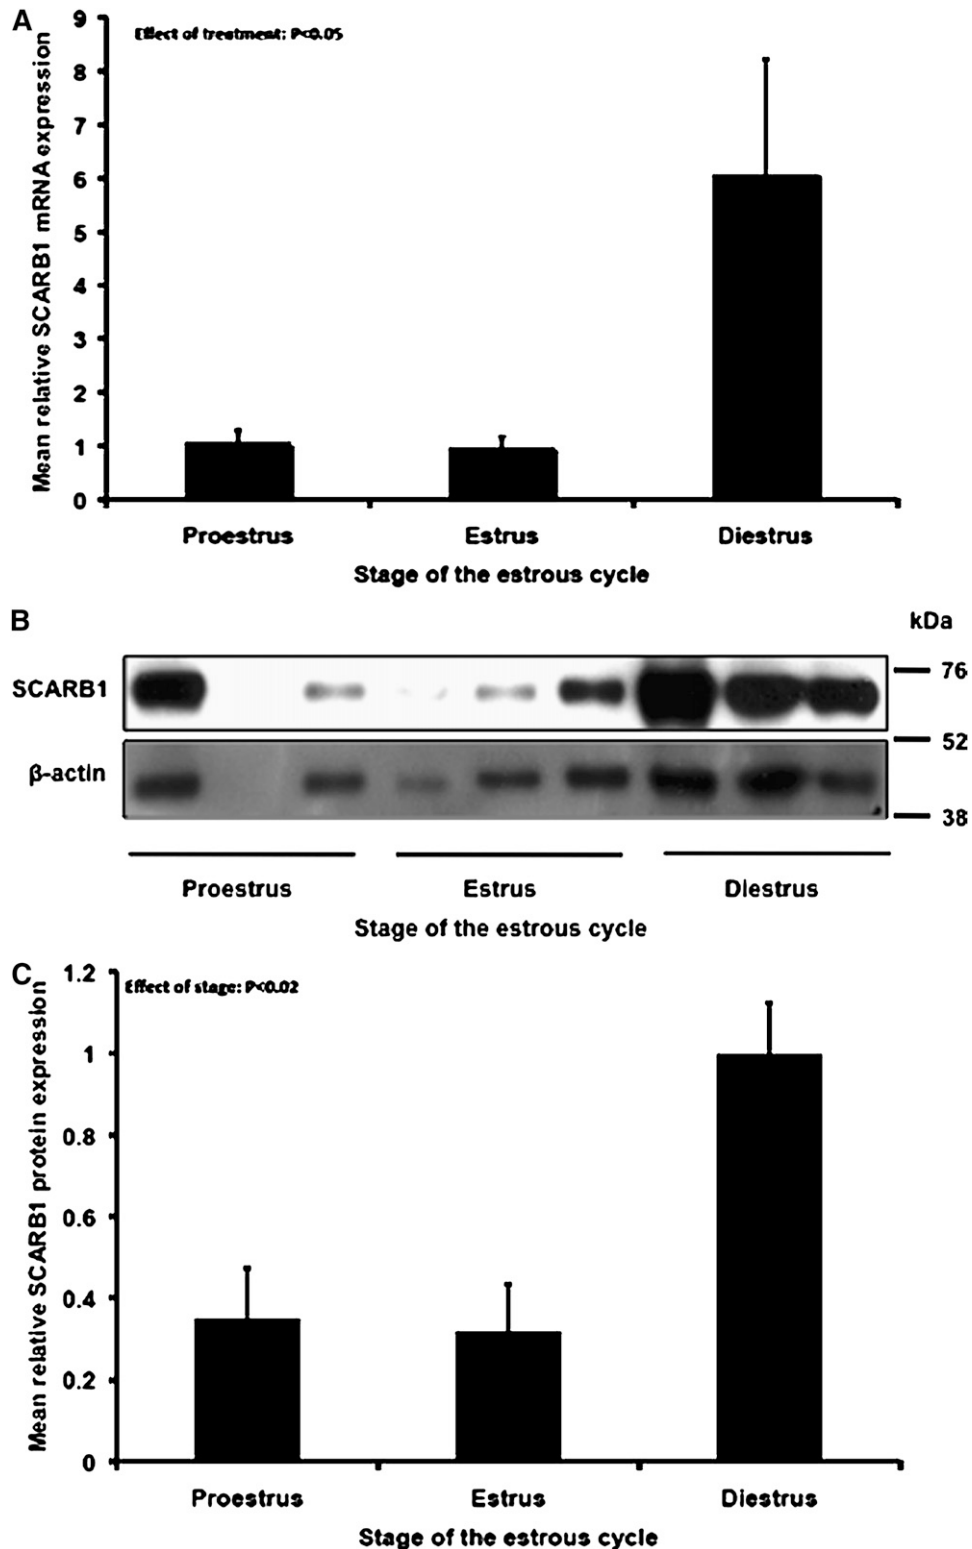 A
Effect of treatment: P<0.05
Mean relative SCARB1 mRNA expression
9
8
7
6
5
4
3
2
1
0
Proestrus Estrus Diestrus
Stage of the estrous cycle
B
kDa
SCARB1
76
52
β-actin
38
Proestrus Estrus Diestrus
Stage of the estrous cycle
C
Effect of stage: P<0.02
Mean relative SCARB1 protein expression
1.2
1
0.8
0.6
0.4
0.2
0
Proestrus Estrus Diestrus
Stage of the estrous cycle